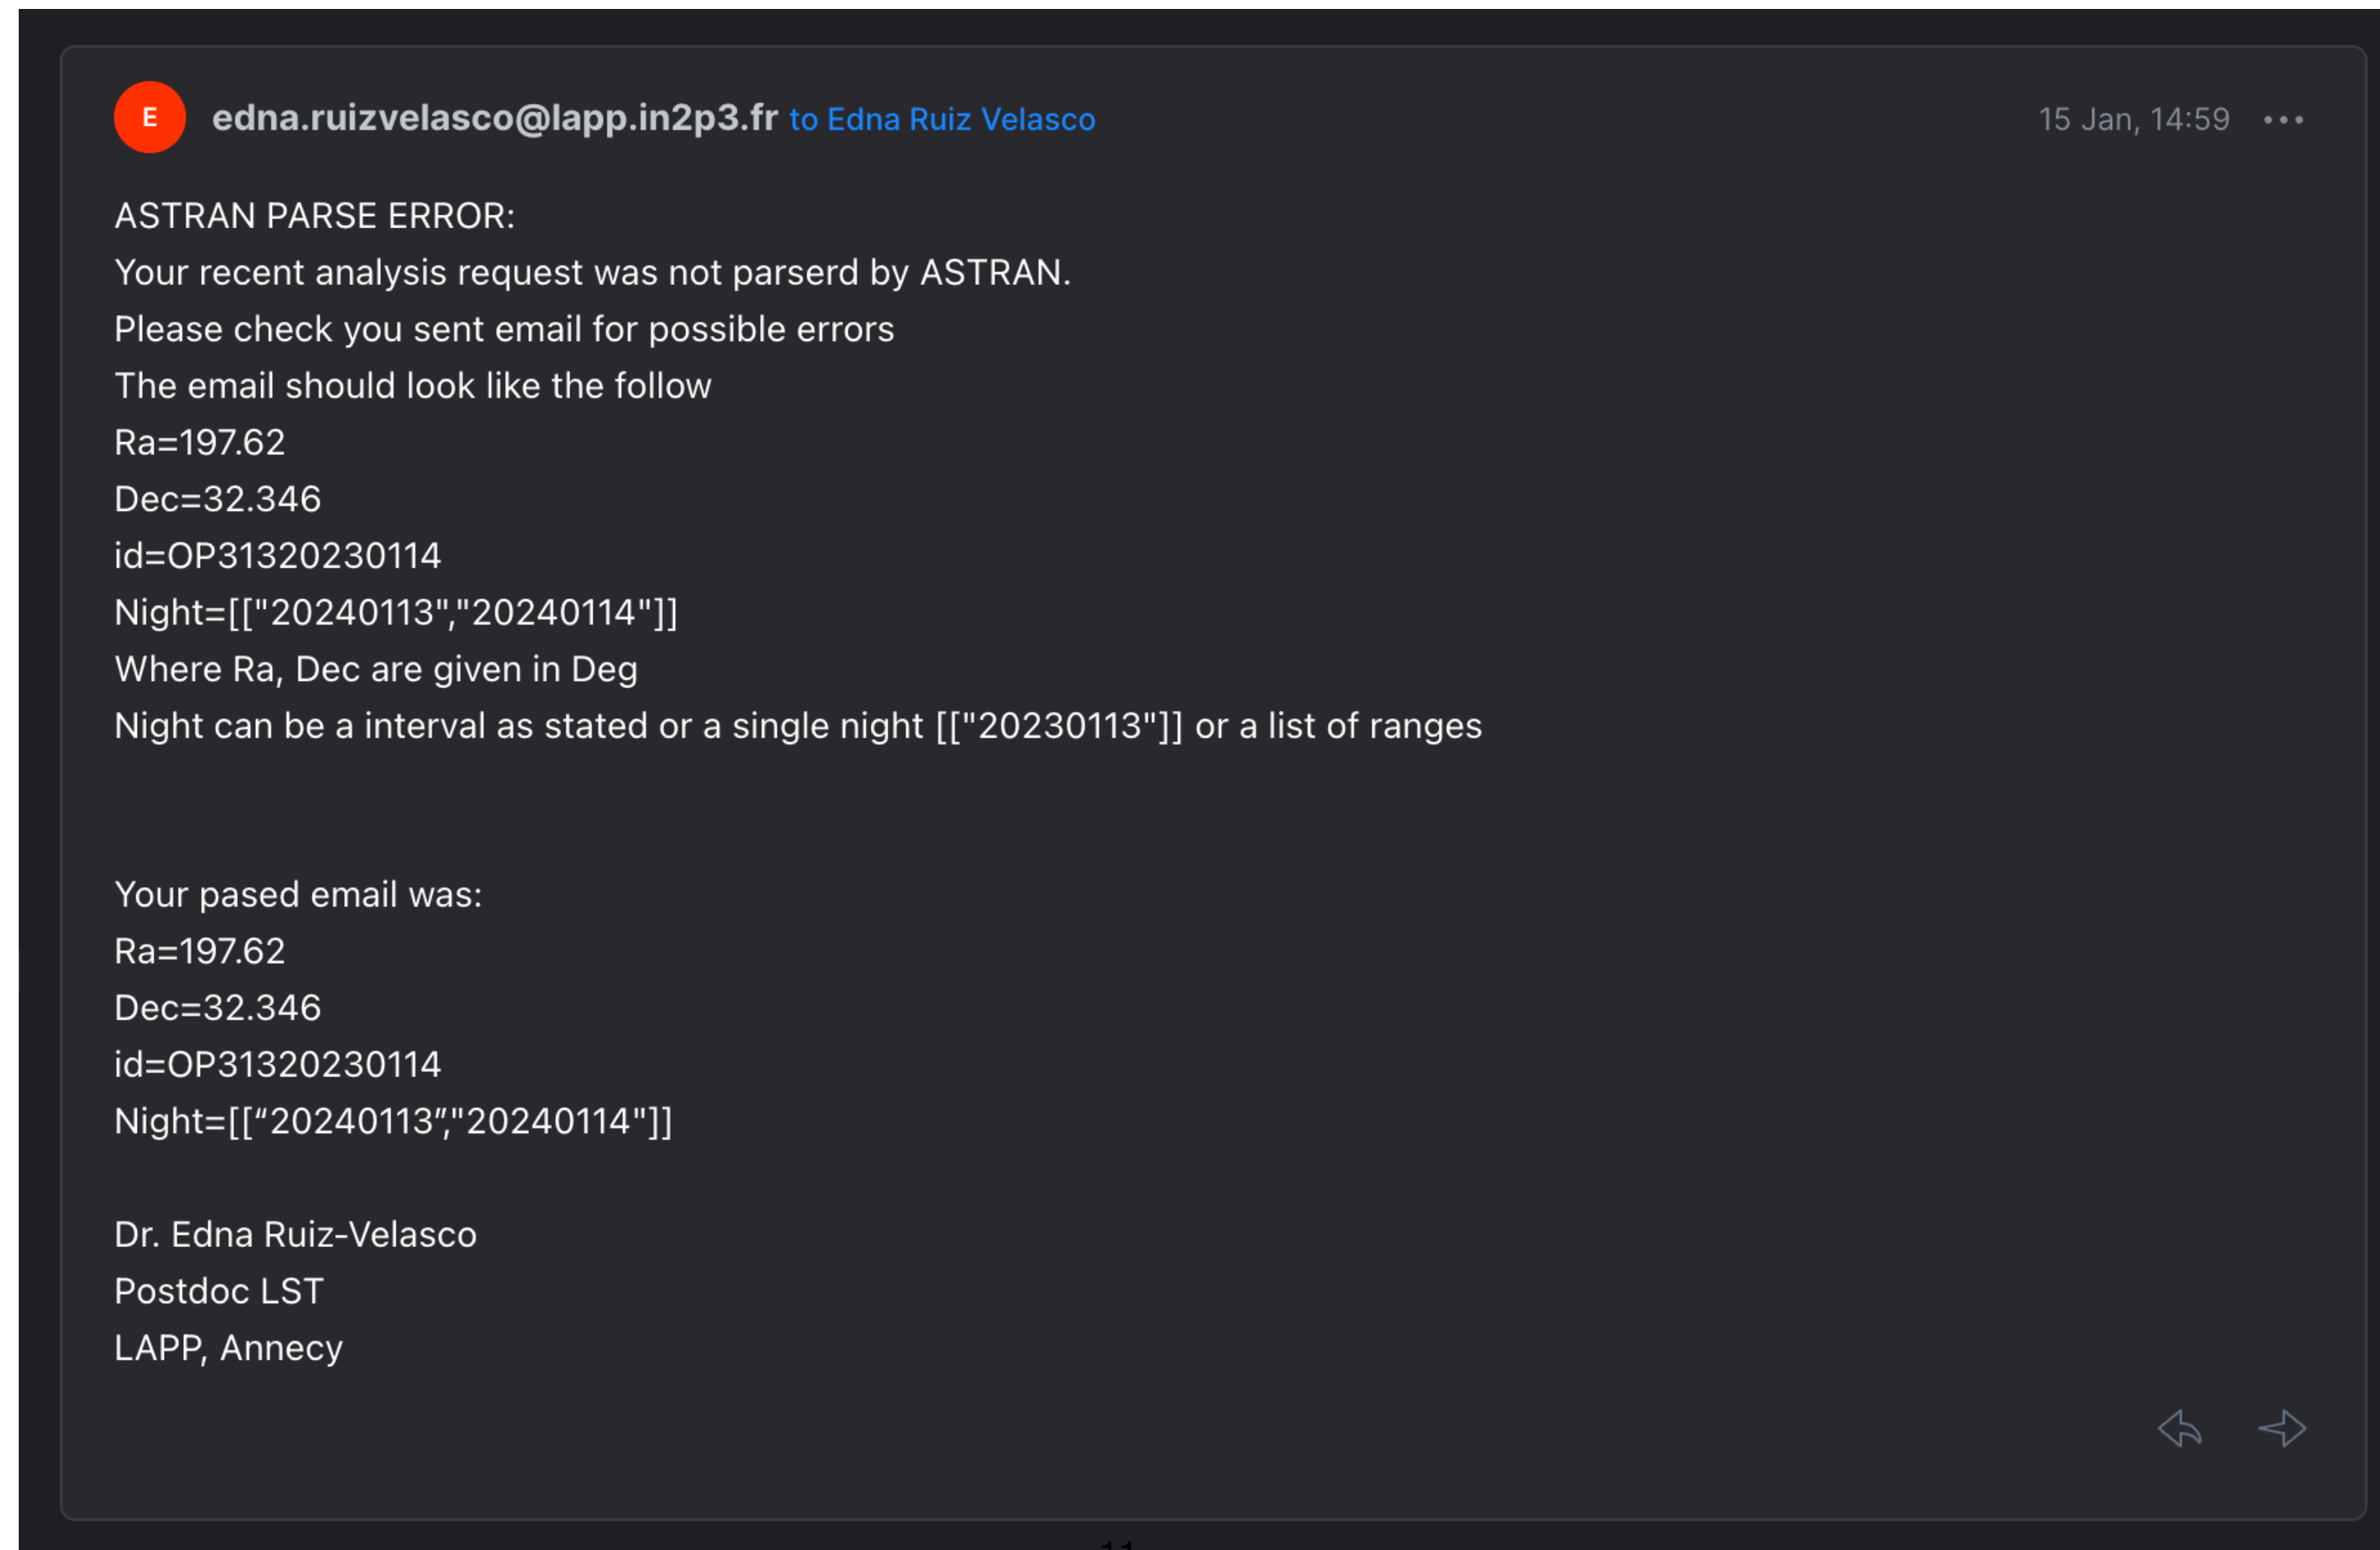 E
edna.ruizvelasco@lapp.in2p3.fr to Edna Ruiz Velasco 15 Jan, 14:59 •••
ASTRAN PARSE ERROR:
Your recent analysis request was not parserd by ASTRAN.
Please check you sent email for possible errors
The email should look like the follow
Ra=197.62
Dec=32.346
id=OP31320230114
Night=[["20240113","20240114"]]
Where Ra, Dec are given in Deg
Night can be a interval as stated or a single night [["20230113"]] or a list of ranges
Your pased email was:
Ra=197.62
Dec=32.346
id=OP31320230114
Night=[[“20240113”,"20240114"]]
Dr. Edna Ruiz-Velasco
Postdoc LST
LAPP, Annecy